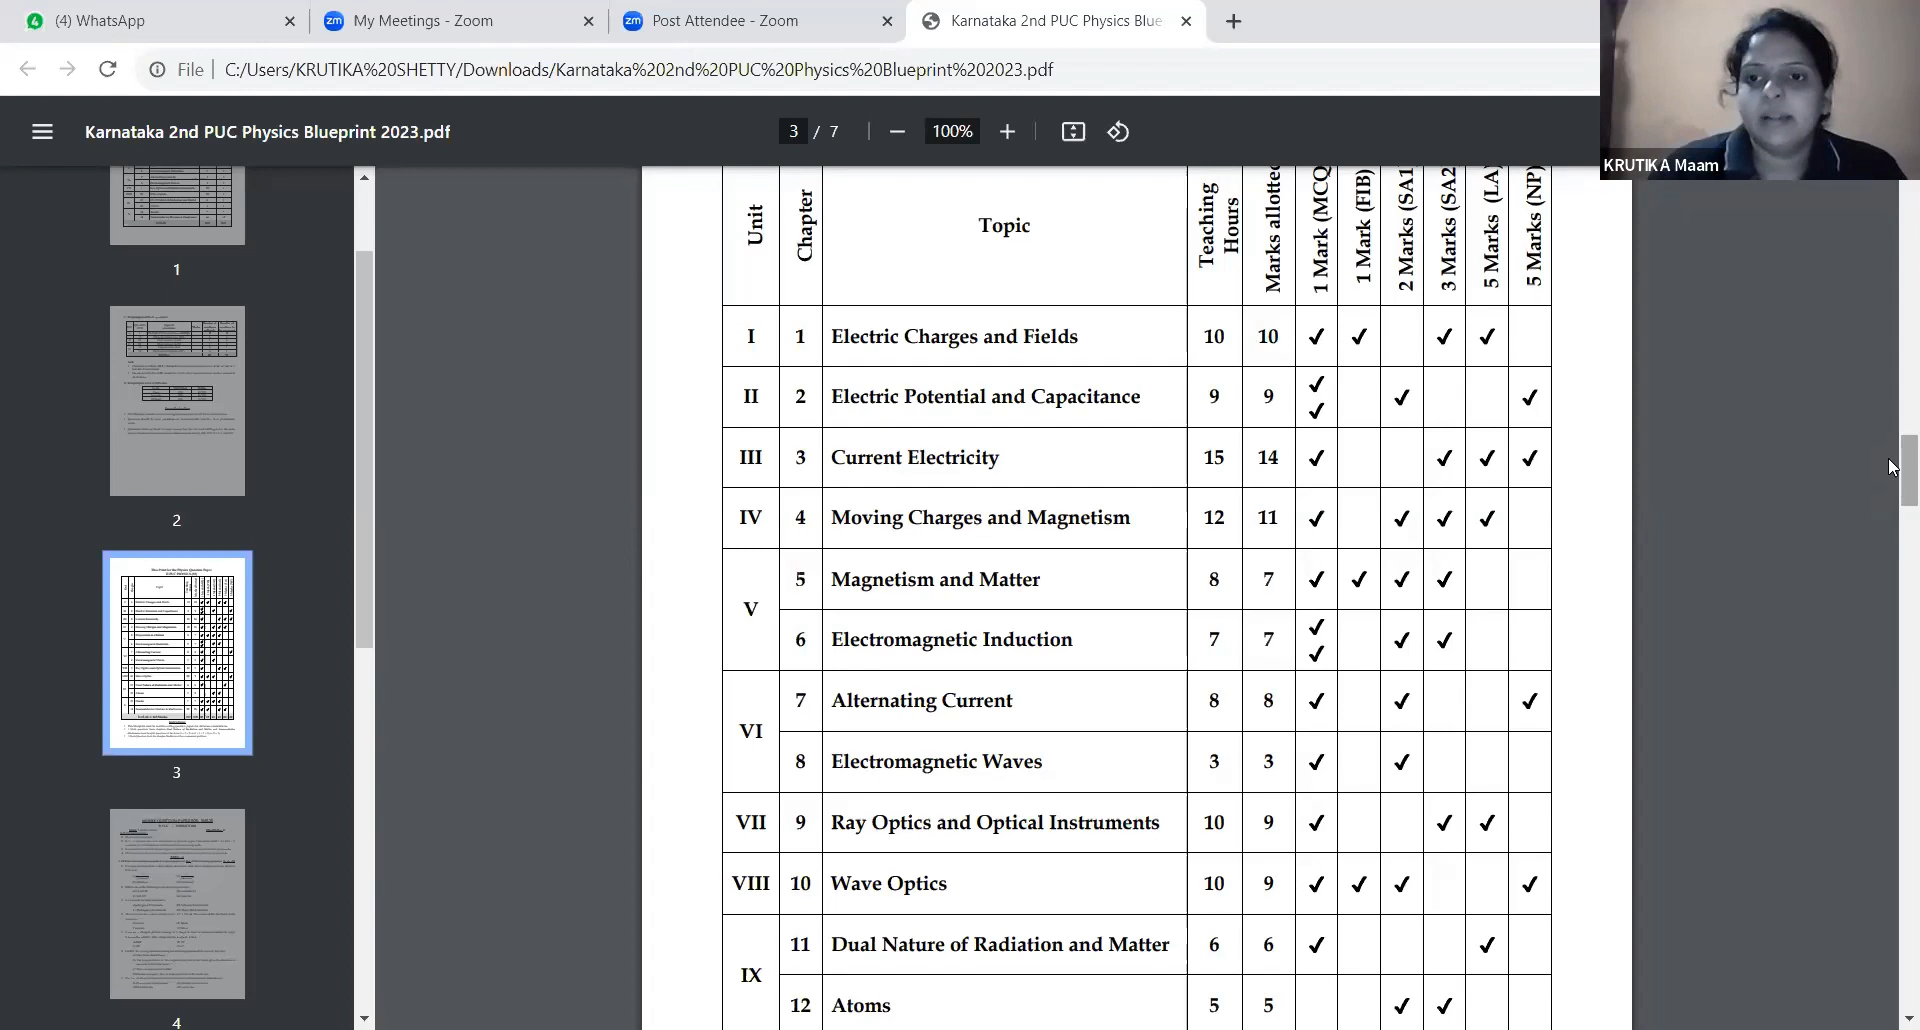 (4) WhatsApp
My Meetings - Zoom
Post Attendee - Zoom
Karnataka 2nd PUC Physics Blue
File
C:/Users/KRUTIKA%20SHETTY/Downloads/Karnataka%202nd%20PUC%20Physics%20Blueprint%202023.pdf
Karnataka 2nd PUC Physics Blueprint 2023.pdf
3 / 7
100%
KRUTIKA Maam
1
2
3
4
Unit Chapter Topic Teaching Hours Marks allotte 1 Mark (MCQ 1 Mark (FIB) 2 Marks (SA1 3 Marks (SA2 5 Marks (LA) 5 Marks (NP)
I 1 Electric Charges and Fields 10 10 ✓ ✓ ✓ ✓
II 2 Electric Potential and Capacitance 9 9 ✓ ✓ ✓ ✓
III 3 Current Electricity 15 14 ✓ ✓ ✓ ✓
IV 4 Moving Charges and Magnetism 12 11 ✓ ✓ ✓ ✓
V 5 Magnetism and Matter 8 7 ✓ ✓ ✓ ✓
6 Electromagnetic Induction 7 7 ✓ ✓ ✓ ✓
VI 7 Alternating Current 8 8 ✓ ✓ ✓
8 Electromagnetic Waves 3 3 ✓ ✓
VII 9 Ray Optics and Optical Instruments 10 9 ✓ ✓ ✓
VIII 10 Wave Optics 10 9 ✓ ✓ ✓ ✓
IX 11 Dual Nature of Radiation and Matter 6 6 ✓ ✓
12 Atoms 5 5 ✓ ✓